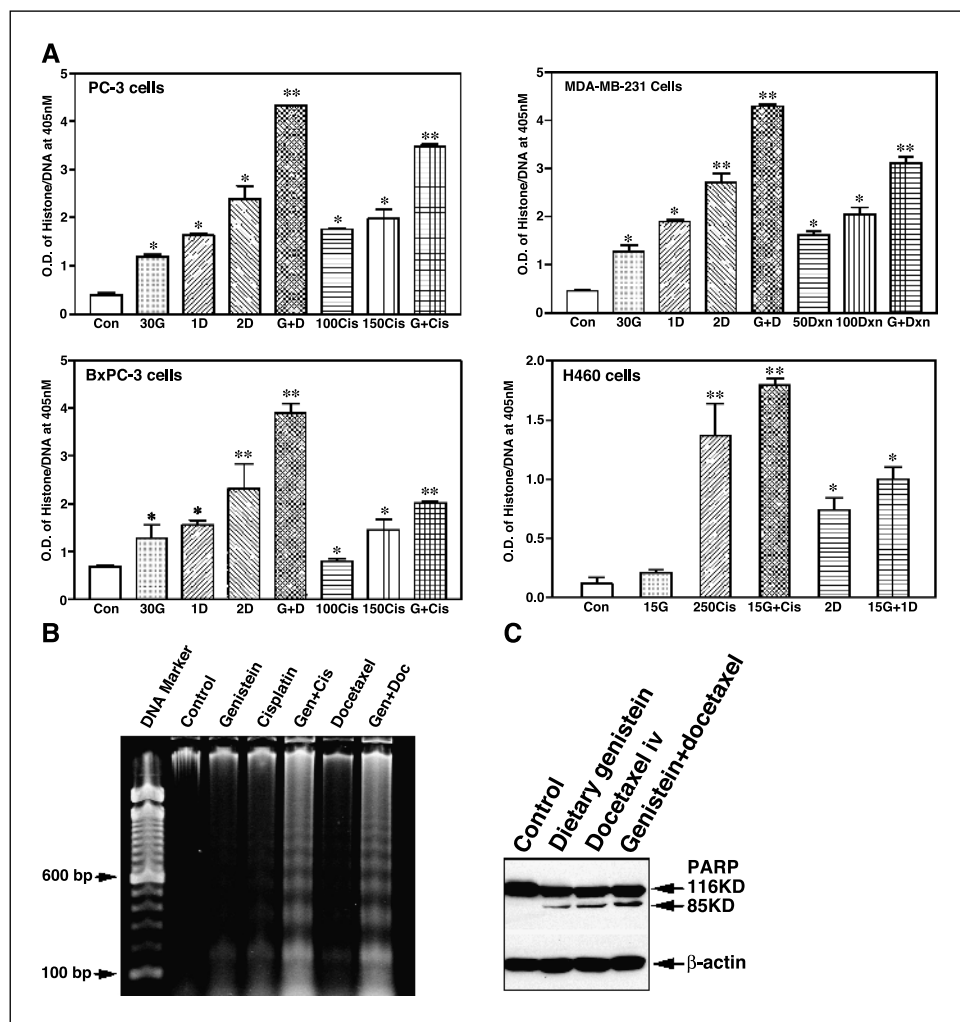 A
PC-3 cells
O.D. of Histone/DNA at 405nM
5
4
3
2
1
0
* * * ** * * **
Con 30G 1D 2D G+D 100Cis 150Cis G+Cis
MDA-MB-231 Cells
O.D. of Histone/DNA at 405nM
5
4
3
2
1
0
* * ** ** * * **
Con 30G 1D 2D G+D 50Dxn 100Dxn G+Dxn
BxPC-3 cells
O.D. of Histone/DNA at 405nM
5
4
3
2
1
0
* * ** ** * * **
Con 30G 1D 2D G+D 100Cis 150Cis G+Cis
H460 cells
O.D. of Histone/DNA at 405nM
2.0
1.5
1.0
0.5
0.0
** ** * *
Con 15G 250Cis 15G+Cis 2D 15G+1D
B
DNA Marker
Control
Genistein
Cisplatin
Gen+Cis
Docetaxel
Gen+Doc
600 bp
100 bp
C
Control
Dietary genistein
Docetaxel iv
Genistein+docetaxel
PARP
116KD
85KD
β-actin